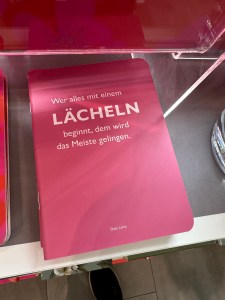 Wer alles mit einem
LÄCHELN
beginnt, dem wird
das Meiste gelingen.